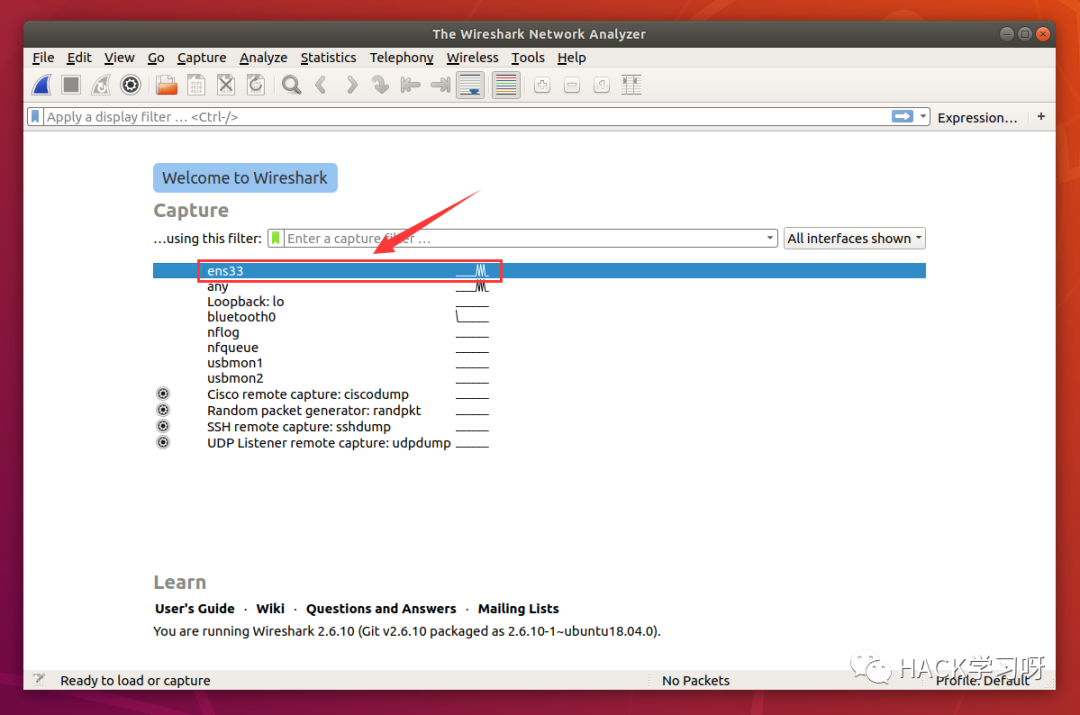 The Wireshark Network Analyzer
File Edit View Go Capture Analyze Statistics Telephony Wireless Tools Help
Apply a display filter ... <Ctrl-/> Expression... +
Welcome to Wireshark
Capture
...using this filter: Enter a capture filter ... All interfaces shown
ens33
any
Loopback: lo
bluetooth0
nflog
nfqueue
usbmon1
usbmon2
Cisco remote capture: ciscodump
Random packet generator: randpkt
SSH remote capture: sshdump
UDP Listener remote capture: udpdump
Learn
User's Guide · Wiki · Questions and Answers · Mailing Lists
You are running Wireshark 2.6.10 (Git v2.6.10 packaged as 2.6.10-1~ubuntu18.04.0).
HACK学习呀
Ready to load or capture No Packets Profile: Default